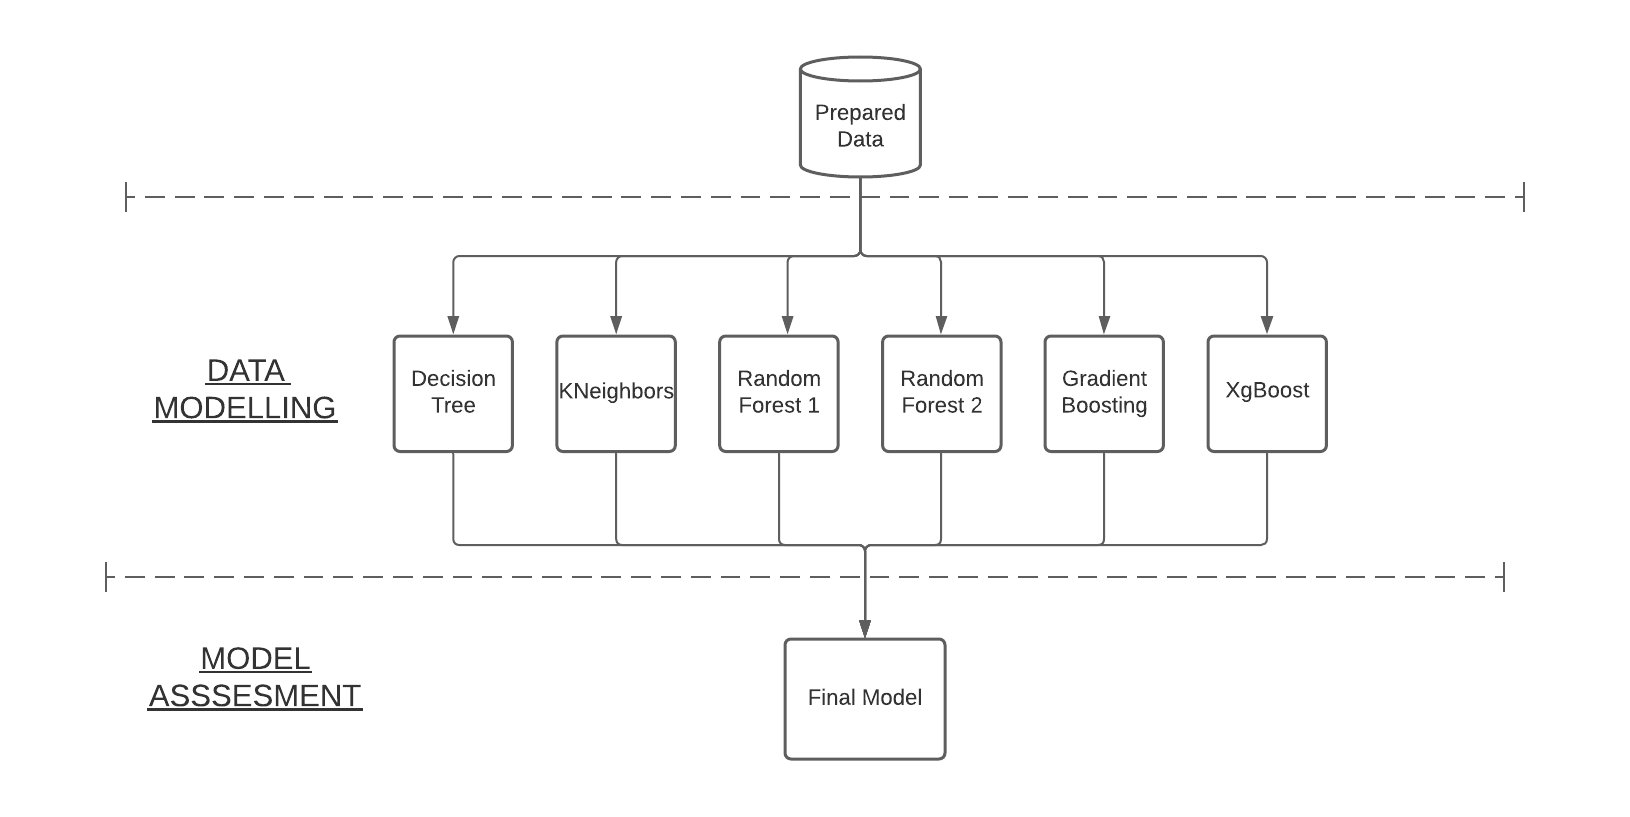 Prepared
Data
DATA
MODELLING
Decision
Tree
KNeighbors
Random
Forest 1
Random
Forest 2
Gradient
Boosting
XgBoost
MODEL
ASSSESMENT
Final Model